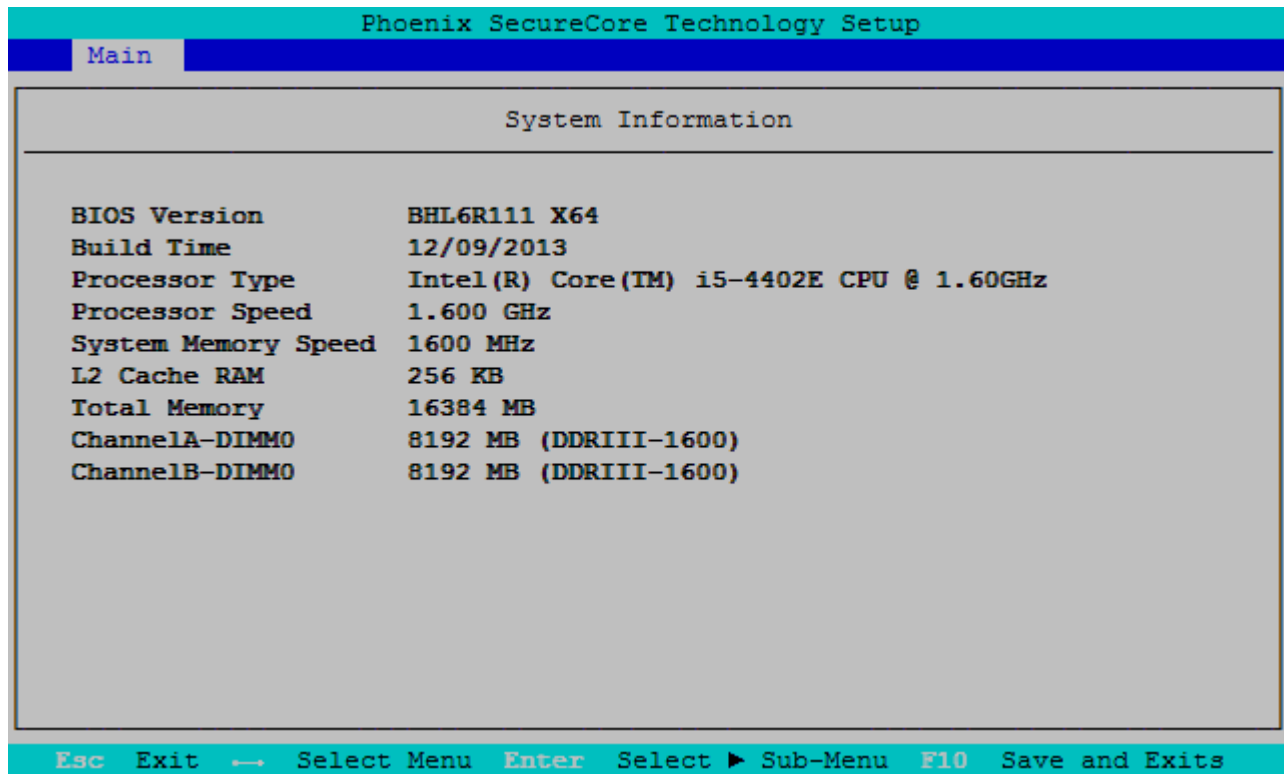 Phoenix SecureCore Technology Setup
Main
System Information
BIOS Version BHL6R111 X64
Build Time 12/09/2013
Processor Type Intel(R) Core(TM) i5-4402E CPU @ 1.60GHz
Processor Speed 1.600 GHz
System Memory Speed 1600 MHz
L2 Cache RAM 256 KB
Total Memory 16384 MB
ChannelA-DIMM0 8192 MB (DDRIII-1600)
ChannelB-DIMM0 8192 MB (DDRIII-1600)
Esc Exit ↔ Select Menu Enter Select ► Sub-Menu F10 Save and Exits